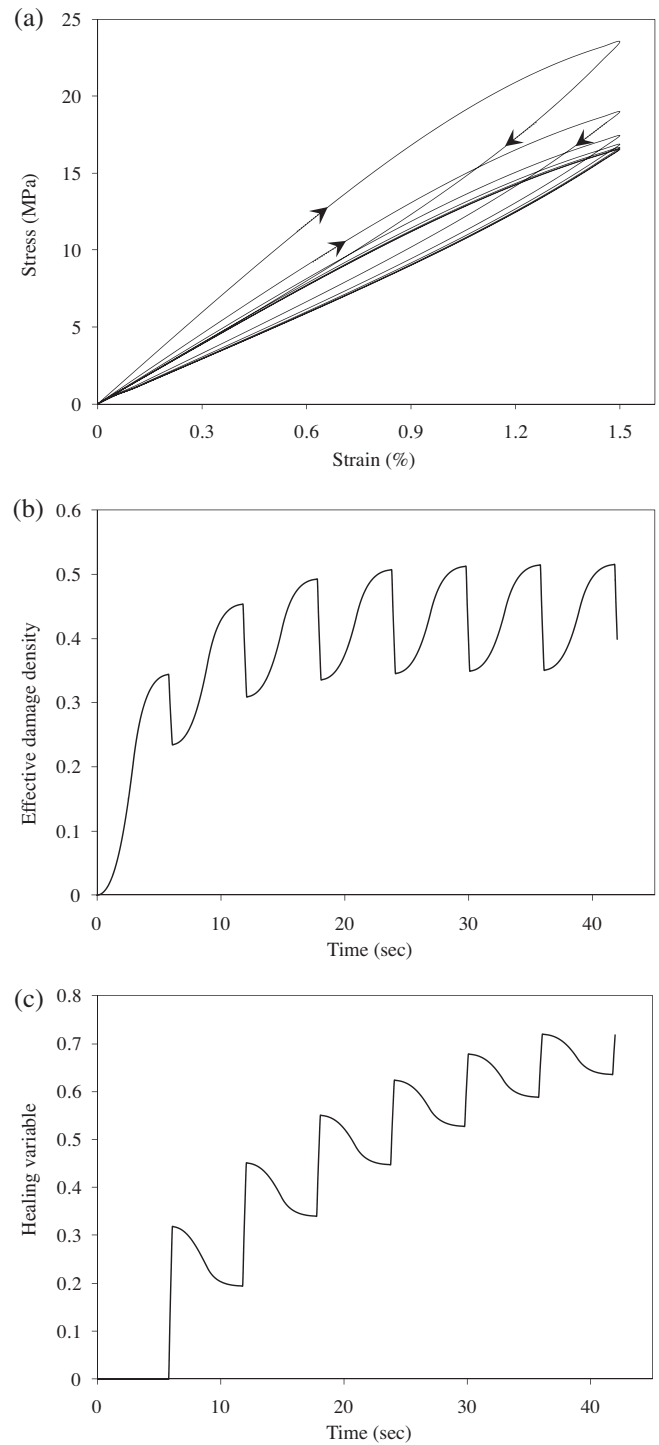 (a)
25
20
15
10
5
0
Stress (MPa)
0 0.3 0.6 0.9 1.2 1.5
Strain (%)
(b)
0.6
0.5
0.4
0.3
0.2
0.1
0
Effective damage density
0 10 20 30 40
Time (sec)
(c)
0.8
0.7
0.6
0.5
0.4
0.3
0.2
0.1
0
Healing variable
0 10 20 30 40
Time (sec)